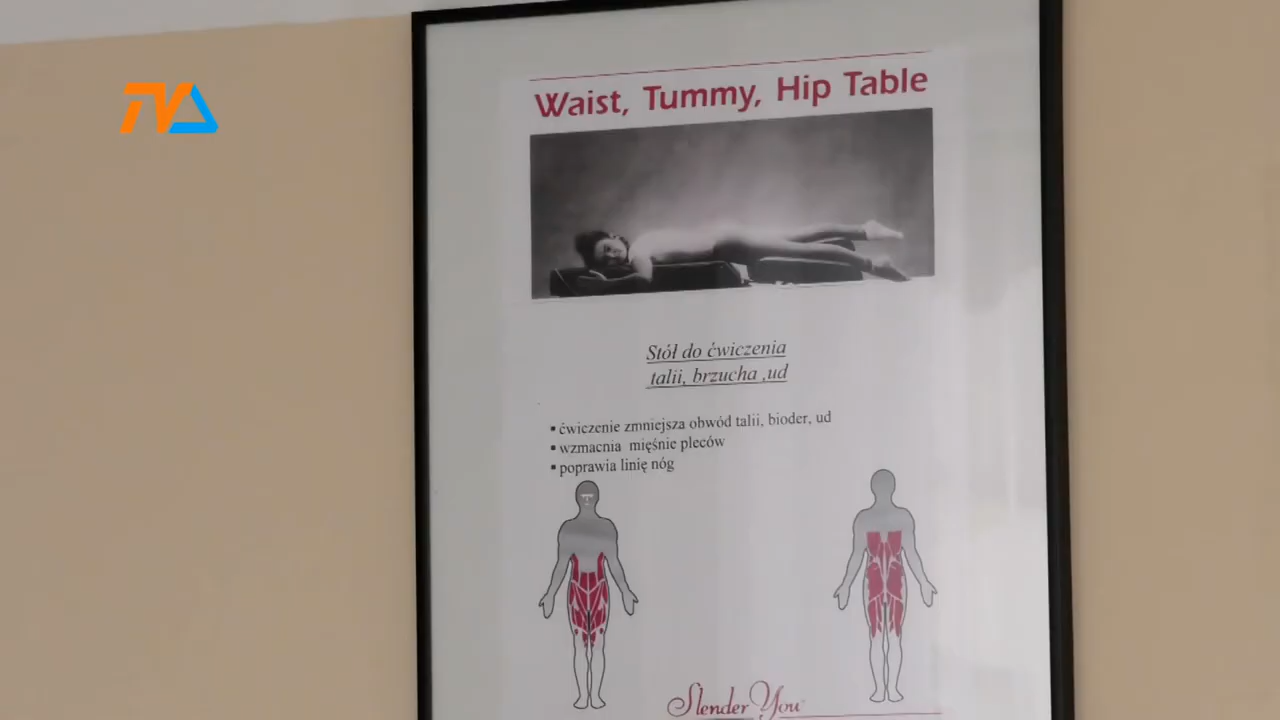 TVA
Waist, Tummy, Hip Table
Stół do ćwiczenia
talii, brzucha ,ud
▪ ćwiczenie zmniejsza obwód talii, bioder, ud
▪ wzmacnia mięśnie pleców
▪ poprawia linię nóg
Slender You